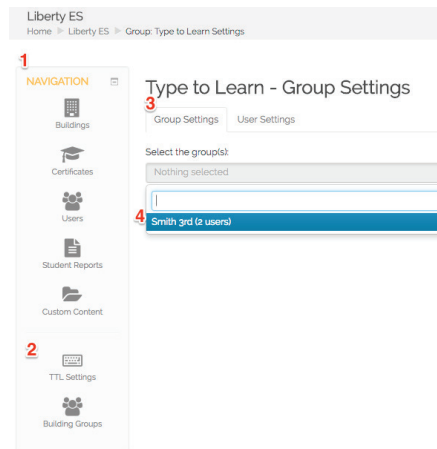 Liberty ES
Home Liberty ES Group: Type to Learn Settings
1
NAVIGATION
Buildings
Certificates
Users
Student Reports
Custom Content
2
TTL Settings
Building Groups
Type to Learn - Group Settings
3
Group Settings User Settings
Select the group(s):
Nothing selected
4
Smith 3rd (2 users)